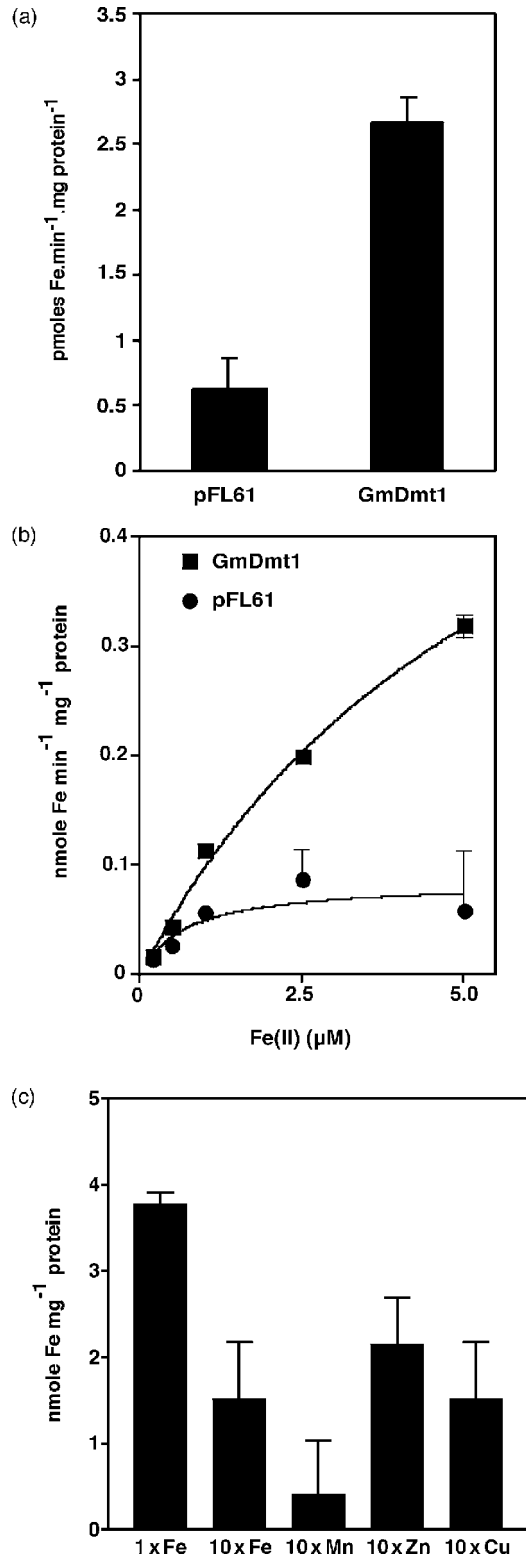 (a)
3.5
3
2.5
2
1.5
1
0.5
0
pmoles Fe.min⁻¹.mg protein⁻¹
pFL61 GmDmt1
(b)
0.4
0.3
0.2
0.1
0
nmole Fe min⁻¹ mg⁻¹ protein
GmDmt1
pFL61
0 2.5 5.0
Fe(II) (µM)
(c)
5
4
3
2
1
0
nmole Fe mg⁻¹ protein
1 x Fe 10 x Fe 10 x Mn 10 x Zn 10 x Cu